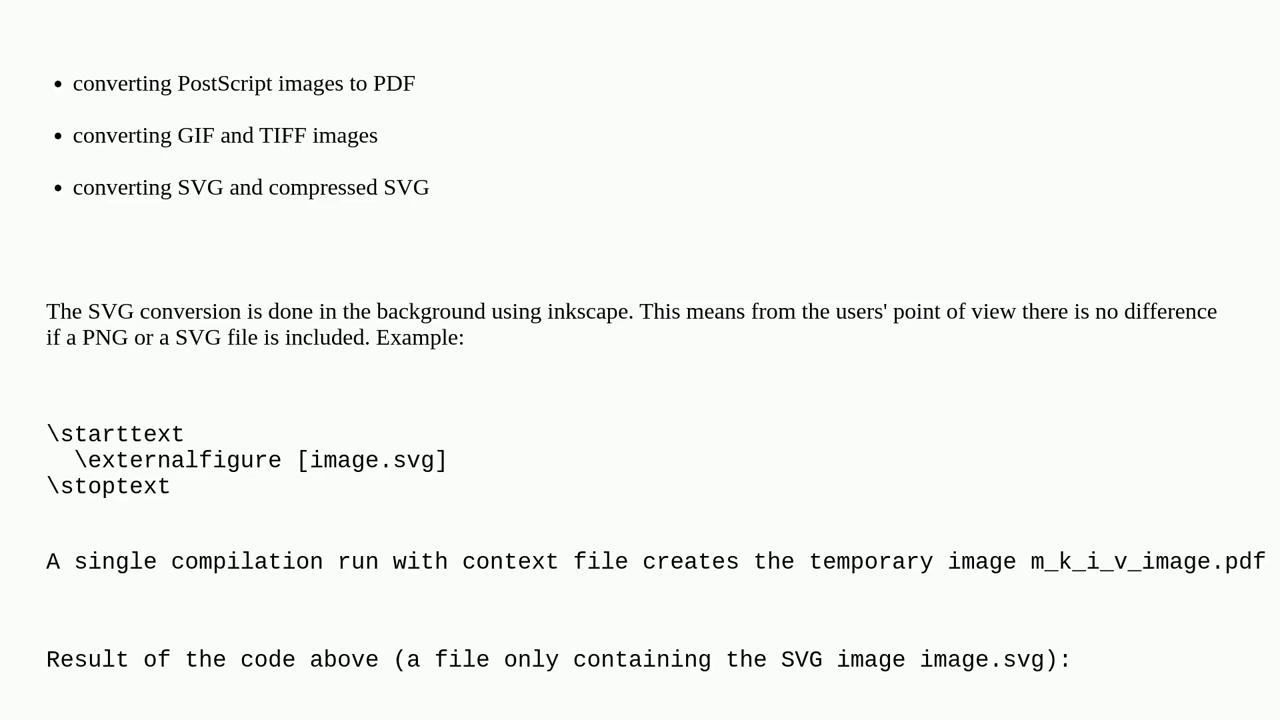 • converting PostScript images to PDF
• converting GIF and TIFF images
• converting SVG and compressed SVG
The SVG conversion is done in the background using inkscape. This means from the users' point of view there is no difference
if a PNG or a SVG file is included. Example:
\starttext
  \externalfigure [image.svg]
\stoptext
A single compilation run with context file creates the temporary image m_k_i_v_image.pdf
Result of the code above (a file only containing the SVG image image.svg):